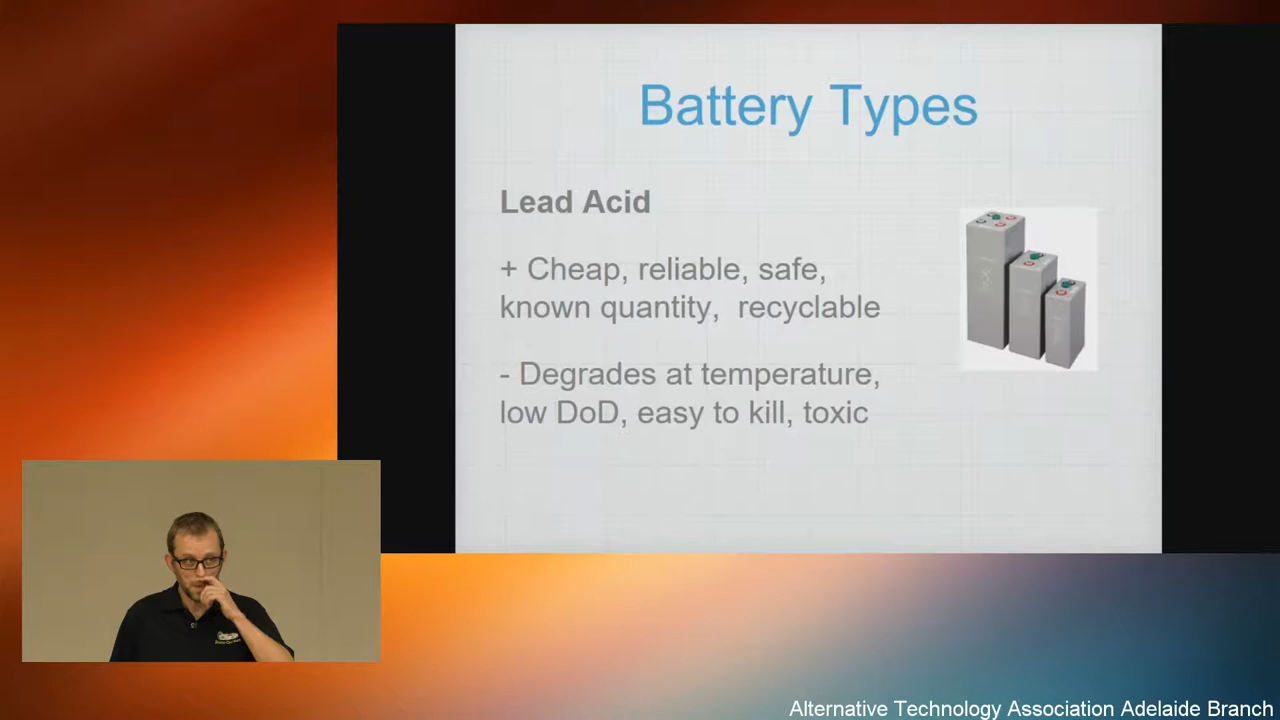 Battery Types
Lead Acid
+ Cheap, reliable, safe,
known quantity,  recyclable
- Degrades at temperature,
low DoD, easy to kill, toxic
Alternative Technology Association Adelaide Branch